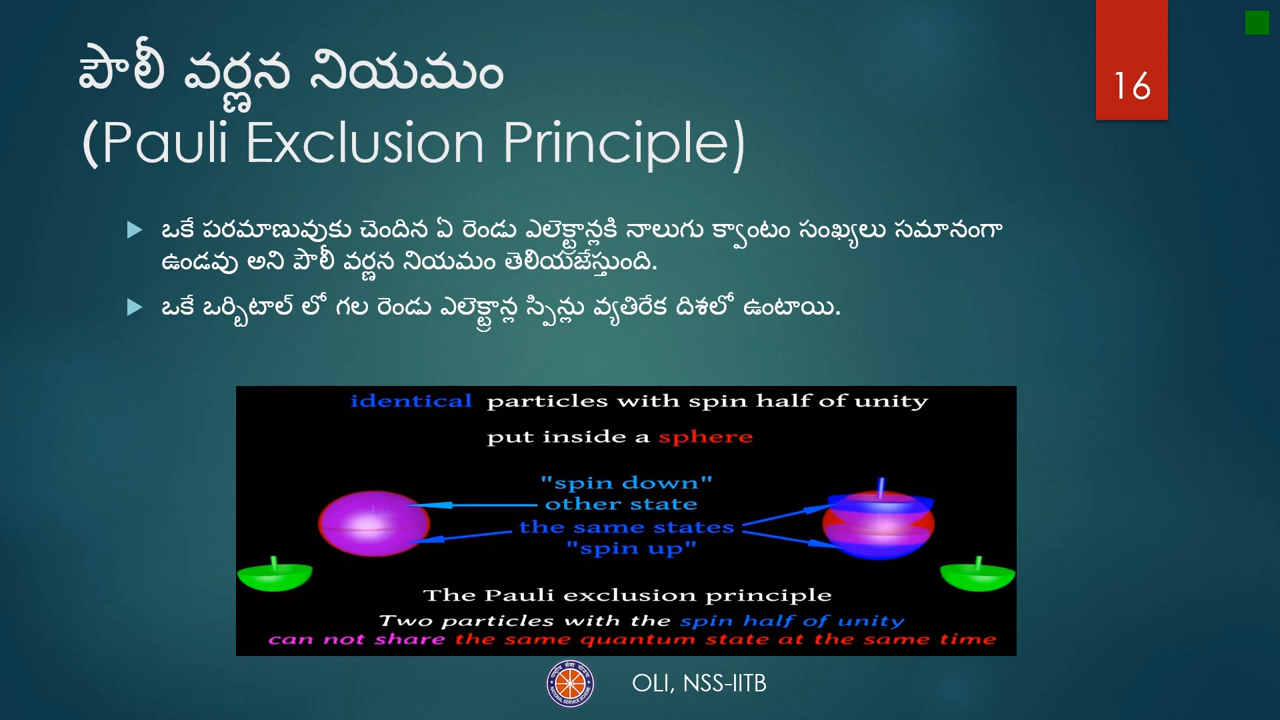 పౌలీ వర్ణన నియమం
(Pauli Exclusion Principle)
16
ఒకే పరమాణువుకు చెందిన ఏ రెండు ఎలెక్ట్రాన్లకి నాలుగు క్వాంటం సంఖ్యలు సమానంగా
ఉండవు అని పౌలీ వర్ణన నియమం తెలియజేస్తుంది.
ఒకే ఒర్బిటాల్ లో గల రెండు ఎలెక్ట్రాన్ల స్పిన్లు వ్యతిరేక దిశలో ఉంటాయి.
identical particles with spin half of unity
put inside a sphere
"spin down"
other state
the same states
"spin up"
The Pauli exclusion principle
Two particles with the spin half of unity
can not share the same quantum state at the same time
OLI, NSS-IITB